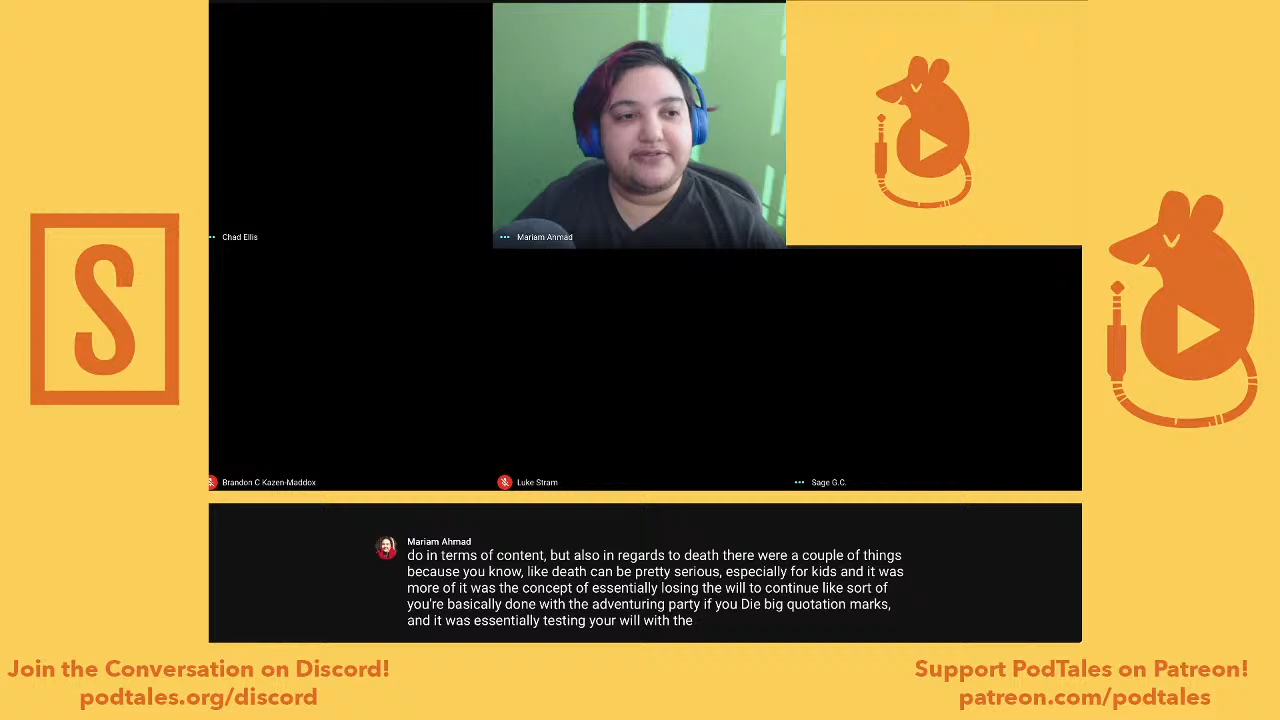 S
Chad Ellis
Mariam Ahmad
Brandon C Kazen-Maddox
Luke Stram
Sage G.C.
Mariam Ahmad
do in terms of content, but also in regards to death there were a couple of things
because you know, like death can be pretty serious, especially for kids and it was
more of it was the concept of essentially losing the will to continue like sort of
you're basically done with the adventuring party if you Die big quotation marks,
and it was essentially testing your will with the
Join the Conversation on Discord!
podtales.org/discord
Support PodTales on Patreon!
patreon.com/podtales